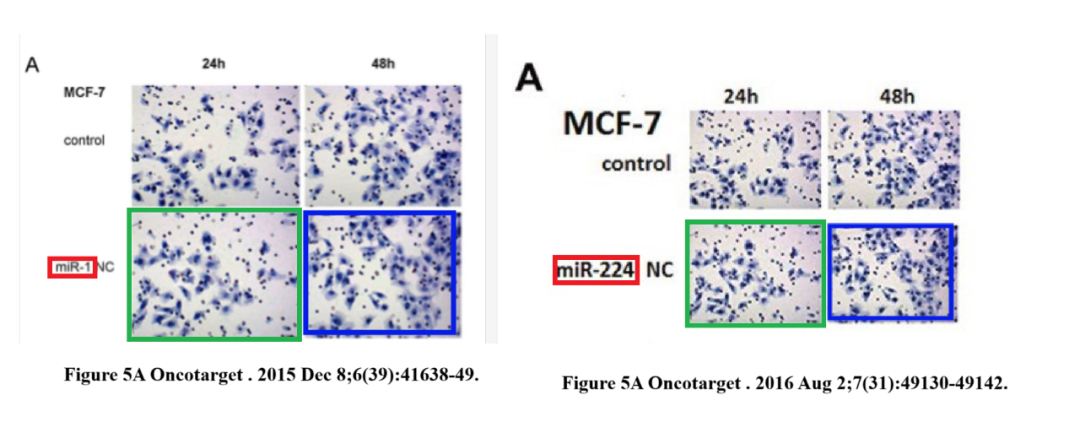 A
24h 48h
MCF-7
control
miR-1 NC
Figure 5A Oncotarget . 2015 Dec 8;6(39):41638-49.
A
24h 48h
MCF-7
control
miR-224 NC
Figure 5A Oncotarget . 2016 Aug 2;7(31):49130-49142.